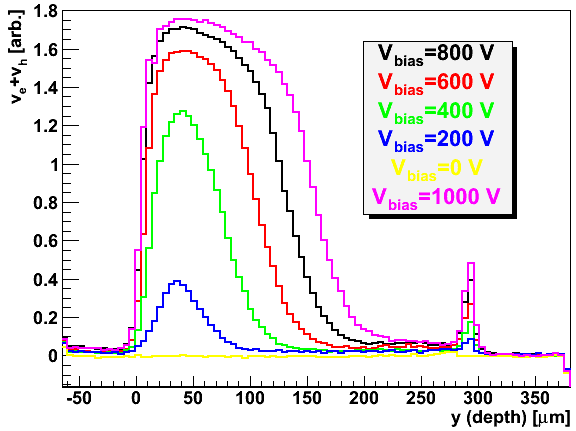 v_e+v_h [arb.]
1.8
1.6
1.4
1.2
1
0.8
0.6
0.4
0.2
0
V_bias=800 V
V_bias=600 V
V_bias=400 V
V_bias=200 V
V_bias=0 V
V_bias=1000 V
-50 0 50 100 150 200 250 300 350
y (depth) [μm]